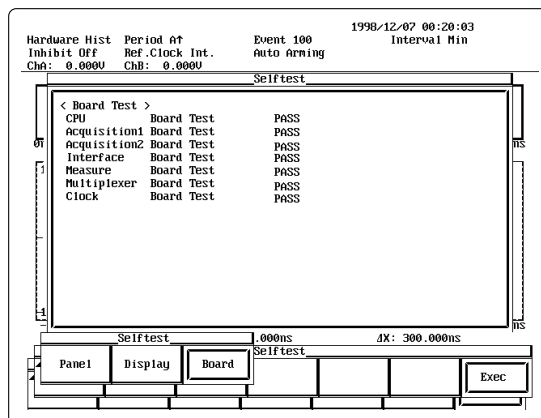 1998/12/07 00:20:03
Hardware Hist Period A↑ Event 100 Interval Min
Inhibit Off Ref.Clock Int. Auto Arming
ChA: 0.000V ChB: 0.000V
Selftest
< Board Test >
CPU Board Test PASS
Acquisition1 Board Test PASS
Acquisition2 Board Test PASS
Interface Board Test PASS
Measure Board Test PASS
Multiplexer Board Test PASS
Clock Board Test PASS
ns
ns
Selftest .000ns ΔX: 300.000ns
Selftest
Panel Display Board Exec